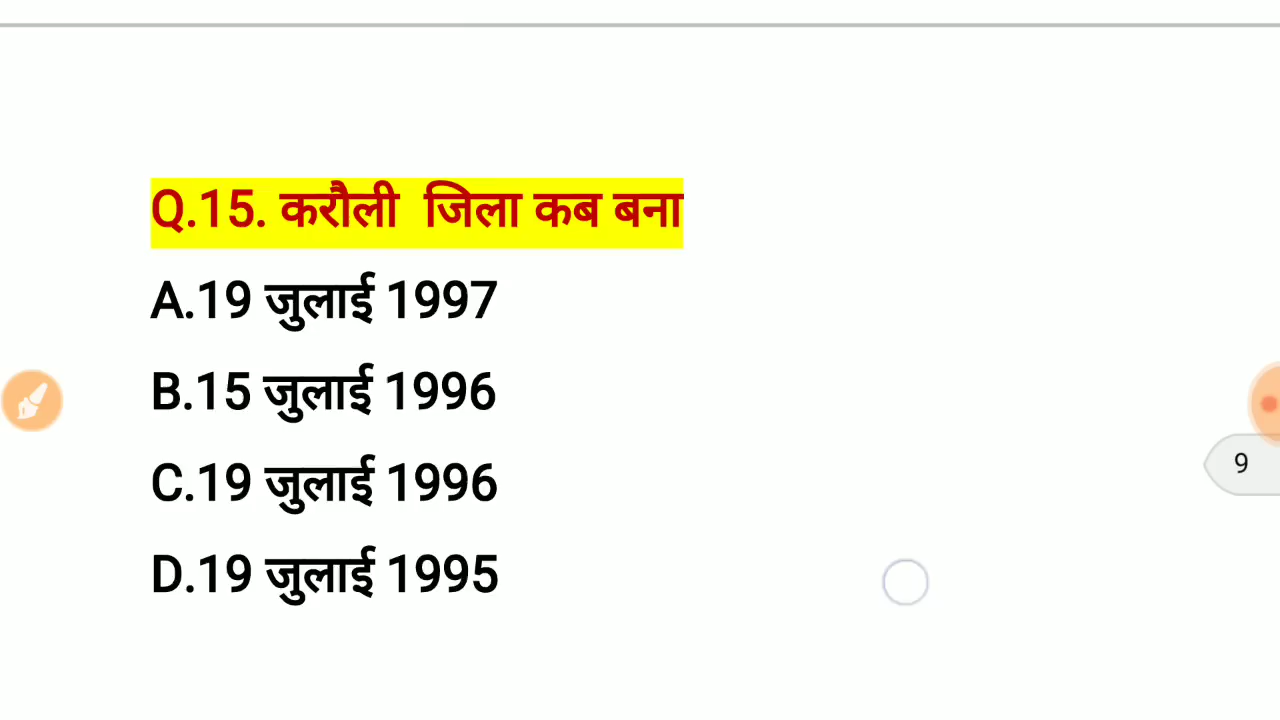 Q.15. करौली  जिला कब बना
A.19 जुलाई 1997
B.15 जुलाई 1996
C.19 जुलाई 1996
9
D.19 जुलाई 1995